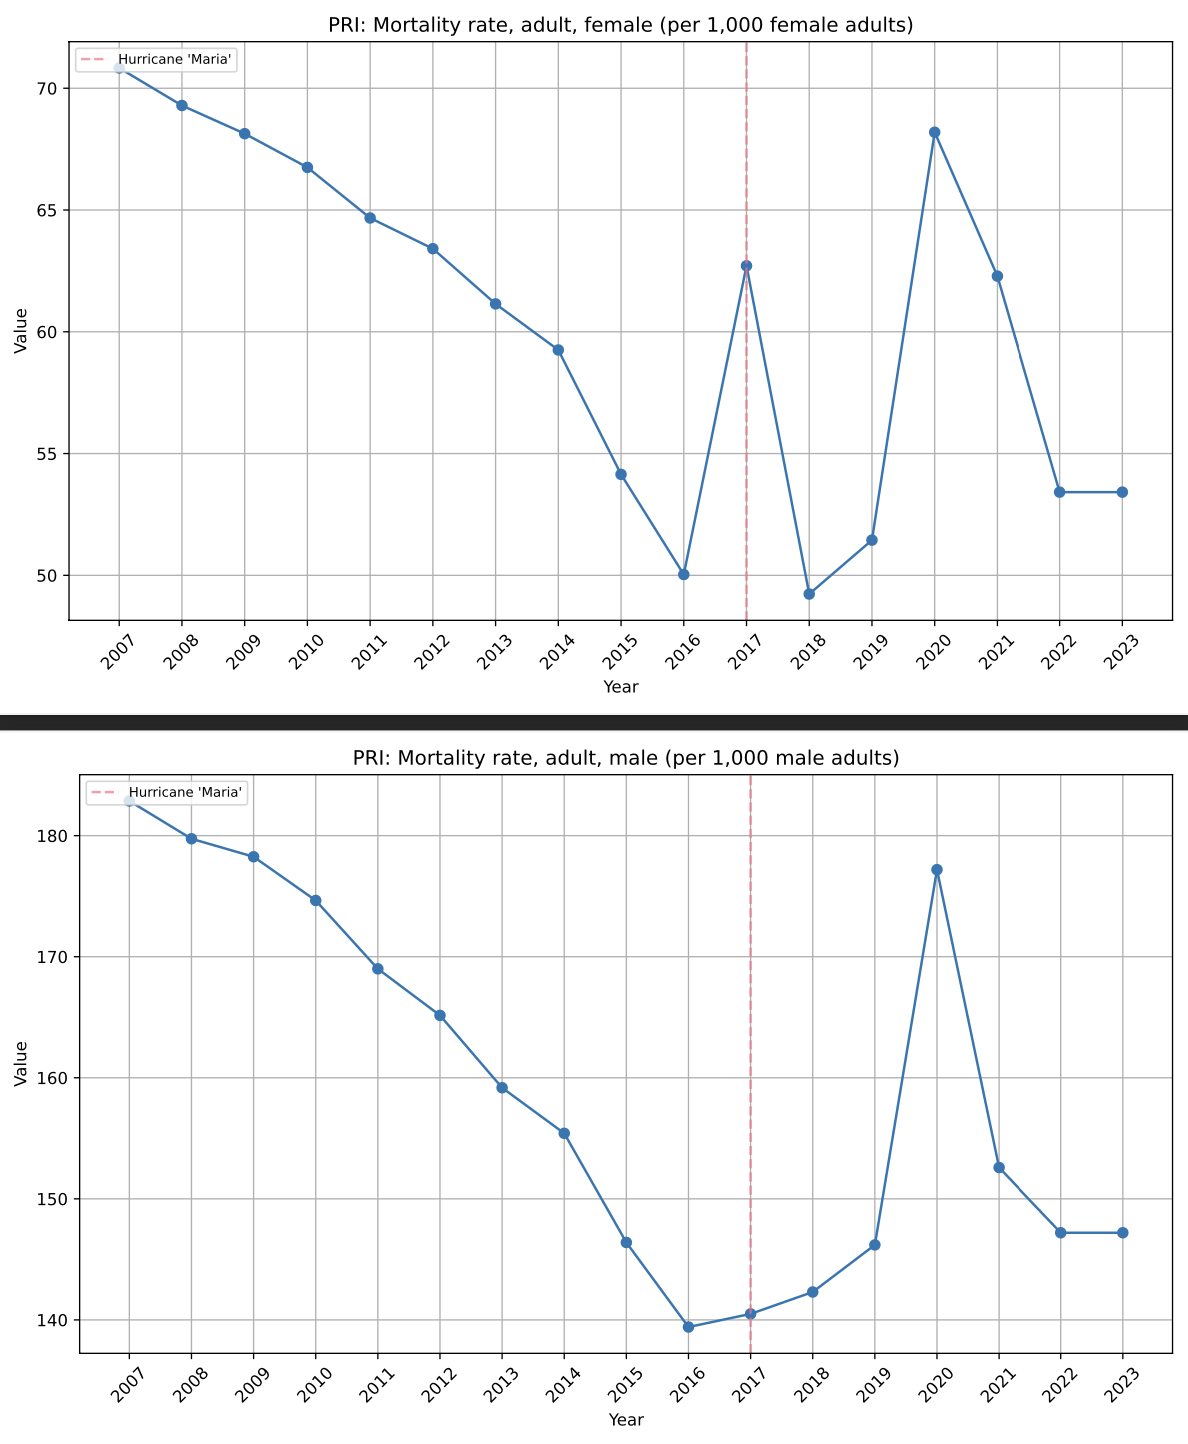 PRI: Mortality rate, adult, female (per 1,000 female adults)
Hurricane 'Maria'
70
65
60
55
50
Value
2007 2008 2009 2010 2011 2012 2013 2014 2015 2016 2017 2018 2019 2020 2021 2022 2023
Year
PRI: Mortality rate, adult, male (per 1,000 male adults)
Hurricane 'Maria'
180
170
160
150
140
Value
2007 2008 2009 2010 2011 2012 2013 2014 2015 2016 2017 2018 2019 2020 2021 2022 2023
Year